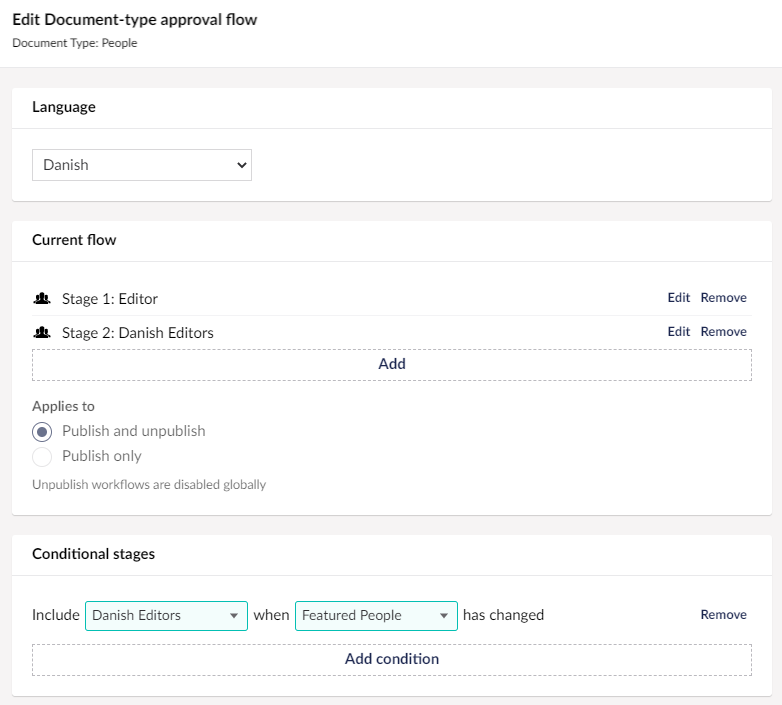 Edit Document-type approval flow
Document Type: People
Language
Danish
Current flow
Stage 1: Editor Edit Remove
Stage 2: Danish Editors Edit Remove
Add
Applies to
Publish and unpublish
Publish only
Unpublish workflows are disabled globally
Conditional stages
Include Danish Editors when Featured People has changed Remove
Add condition